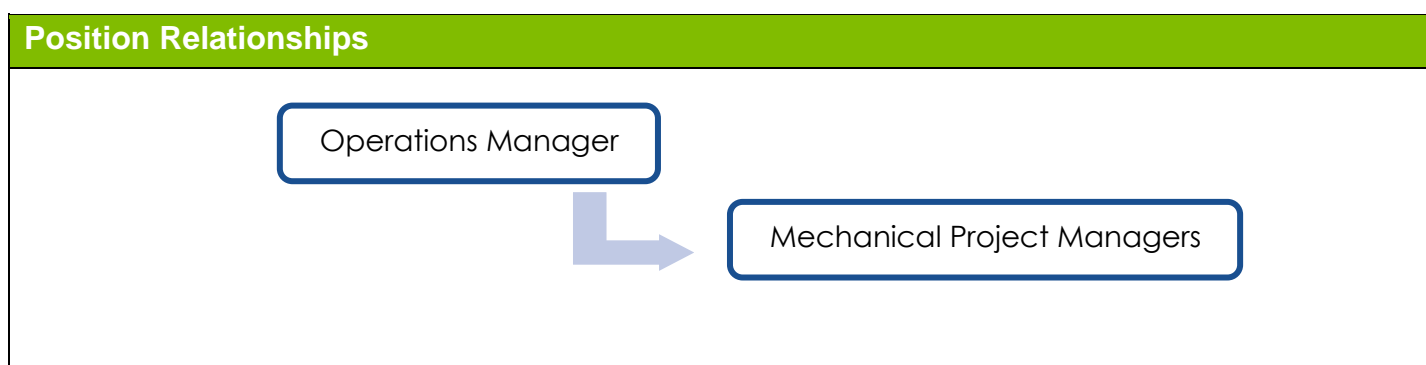 Position Relationships
Operations Manager
Mechanical Project Managers